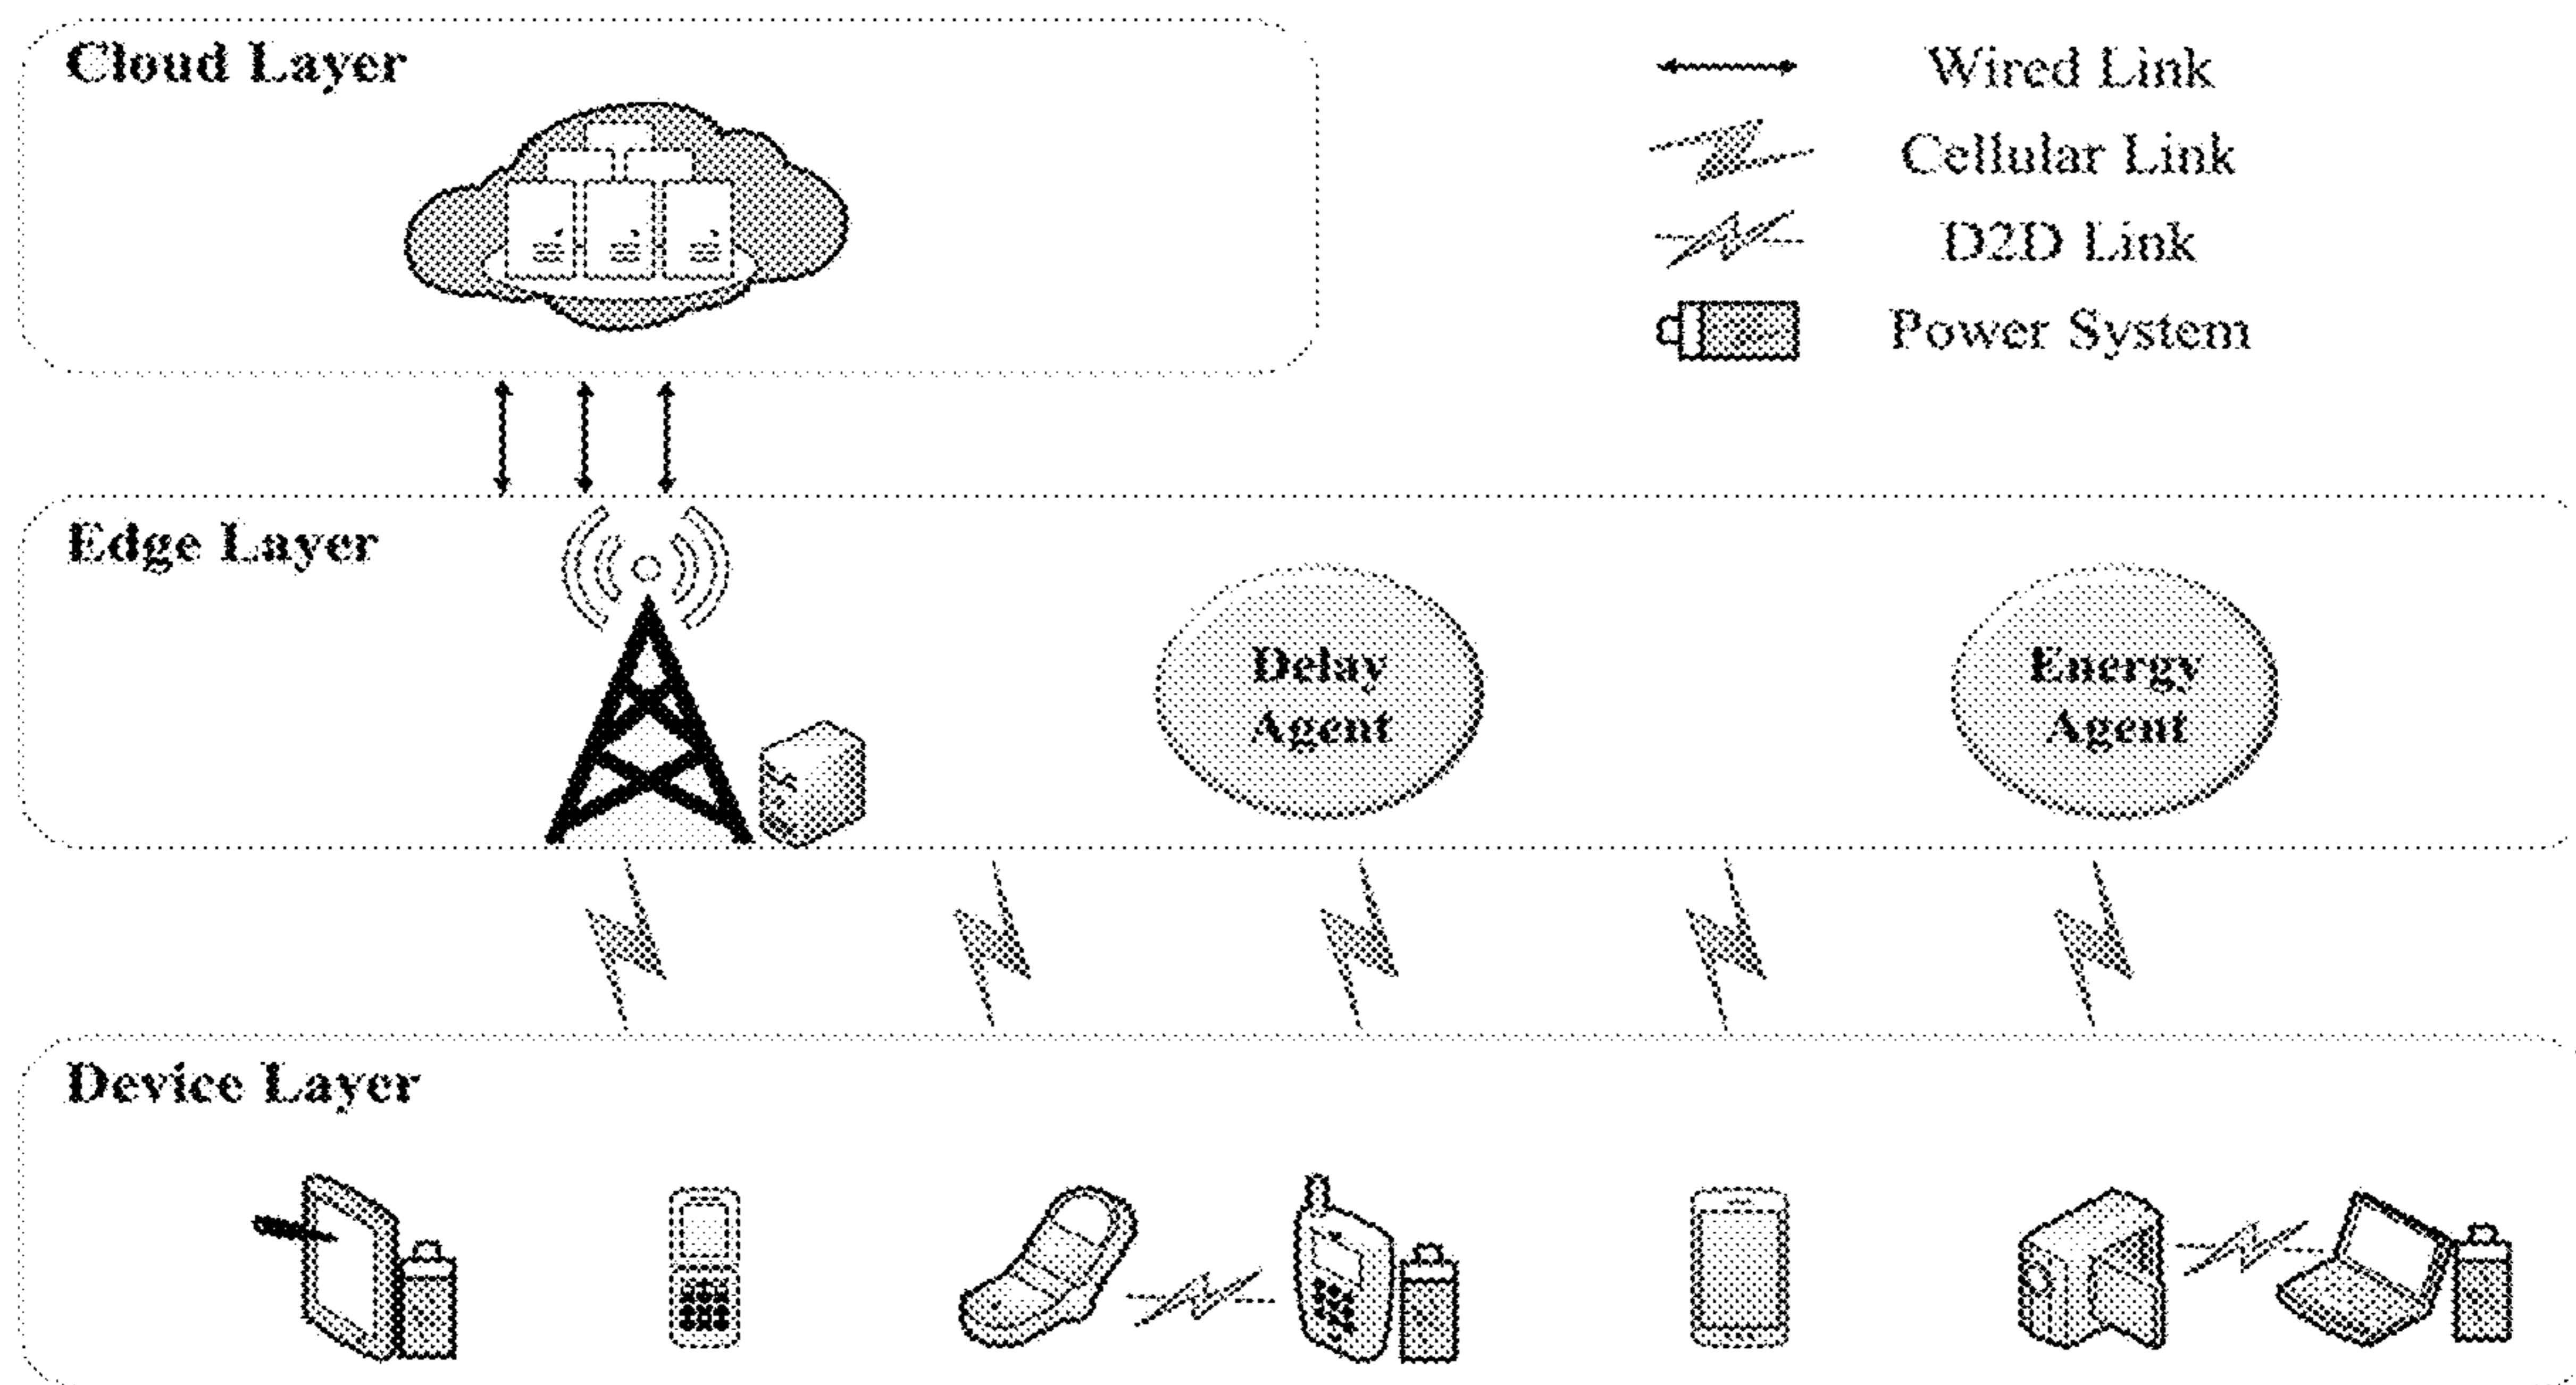 Cloud Layer
Wired Link
Cellular Link
D2D Link
Power System
Edge Layer
Delay
Agent
Energy
Agent
Device Layer